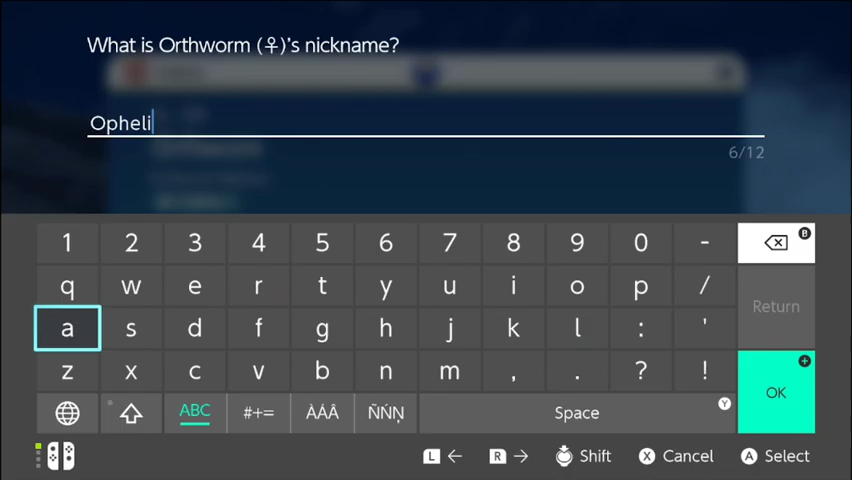 What is Orthworm (♀)'s nickname?
Opheli
6/12
1 2 3 4 5 6 7 8 9 0 -
q w e r t y u i o p /
Return
a s d f g h j k l : '
z x c v b n m , . ? !
OK
ABC #+= ÀÁÂ ÑŃŅ Space
B
+
Y
L ← R → Shift X Cancel A Select